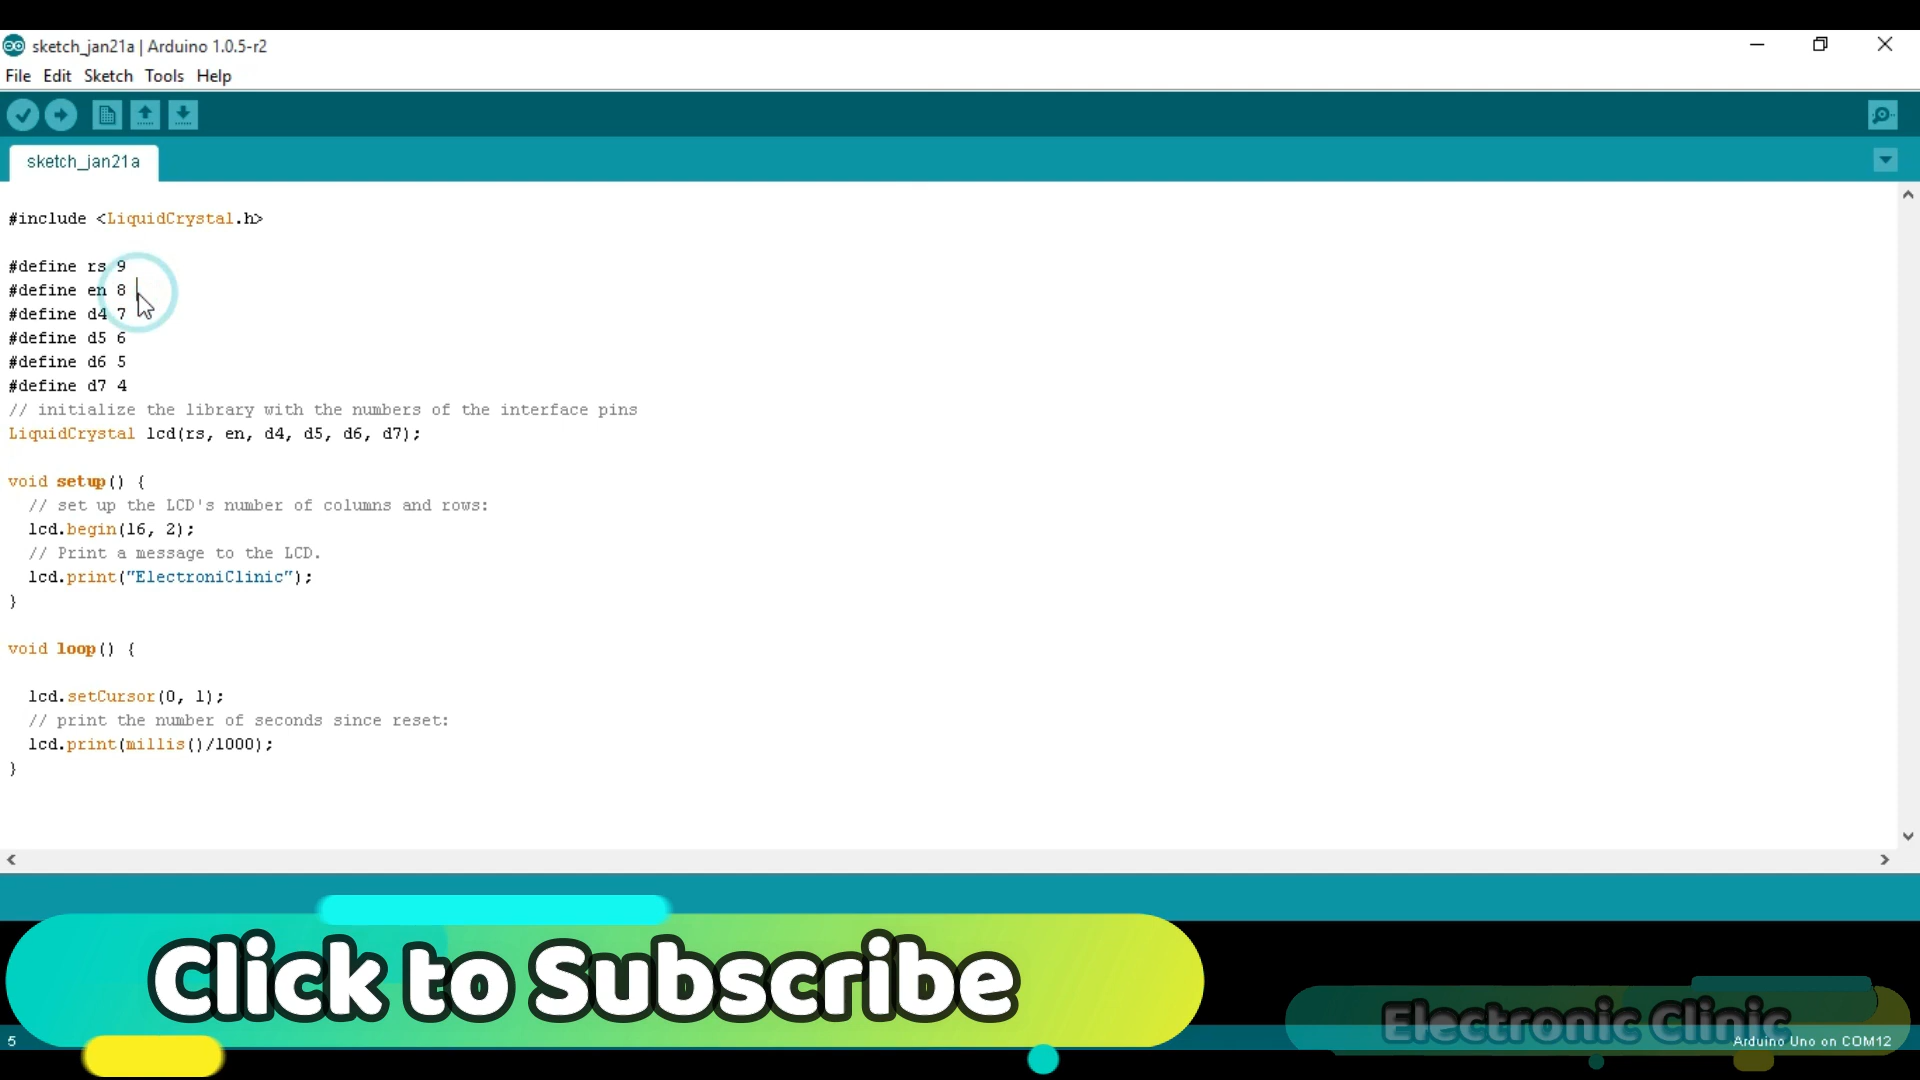 sketch_jan21a | Arduino 1.0.5-r2
File Edit Sketch Tools Help
sketch_jan21a
#include <LiquidCrystal.h>
#define rs 9
#define en 8
#define d4 7
#define d5 6
#define d6 5
#define d7 4
// initialize the library with the numbers of the interface pins
LiquidCrystal lcd(rs, en, d4, d5, d6, d7);
void setup() {
// set up the LCD's number of columns and rows:
lcd.begin(16, 2);
// Print a message to the LCD.
lcd.print("ElectroniClinic");
}
void loop() {
lcd.setCursor(0, 1);
// print the number of seconds since reset:
lcd.print(millis()/1000);
}
Click to Subscribe
Electronic Clinic
5
Arduino Uno on COM12